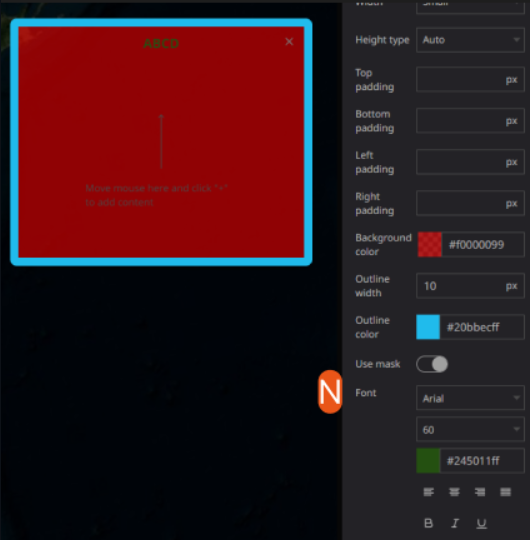 ABCD
Move mouse here and click "+"
to add content
Width
Small
Height type
Auto
Top
padding
px
Bottom
padding
px
Left
padding
px
Right
padding
px
Background
color
#f0000099
Outline
width
10
px
Outline
color
#20bbecff
Use mask
N
Font
Arial
60
#245011ff
B I U